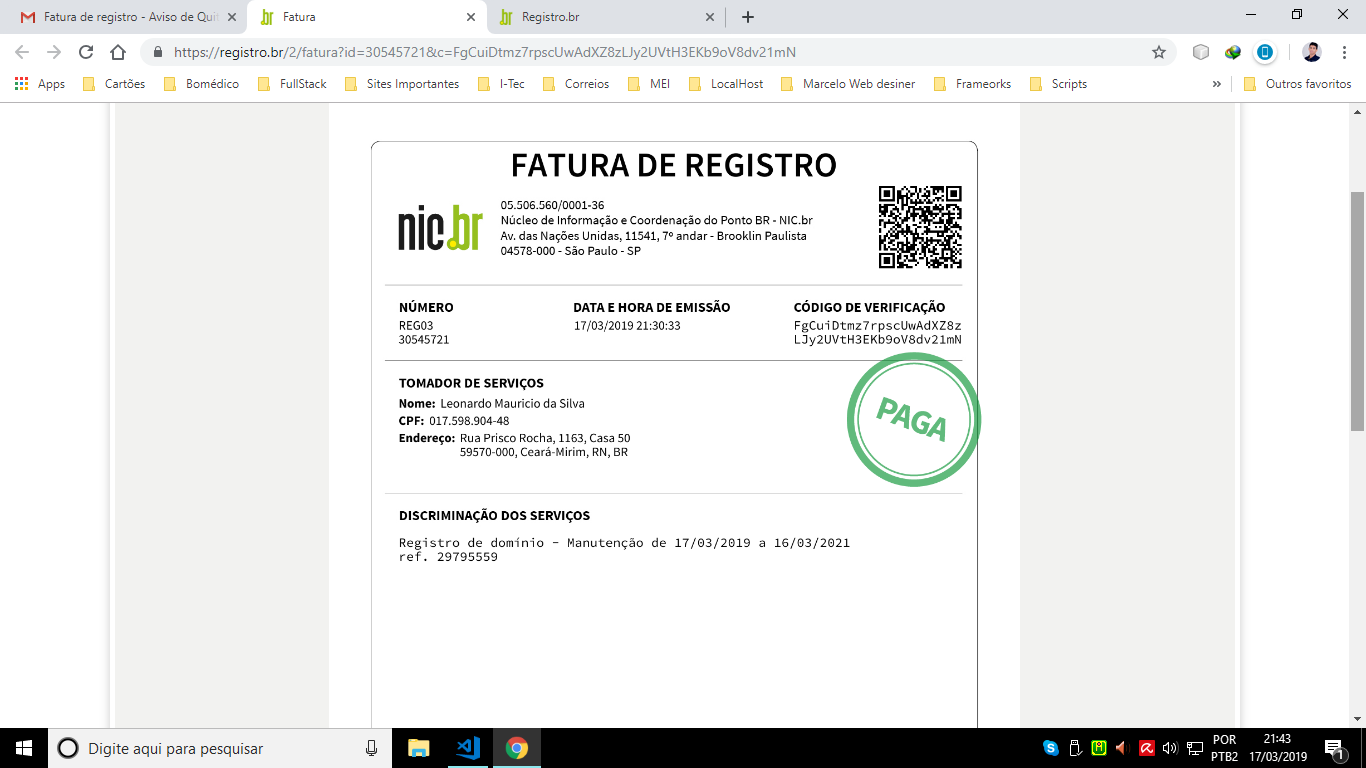 Fatura de registro - Aviso de Qui
Fatura
Registro.br
https://registro.br/2/fatura?id=30545721&c=FgCuiDtmz7rpscUwAdXZ8zLJy2UVtH3EKb9oV8dv21mN
Apps
Cartões
Bomédico
FullStack
Sites Importantes
I-Tec
Correios
MEI
LocalHost
Marcelo Web desiner
Frameorks
Scripts
»
Outros favoritos
FATURA DE REGISTRO
nic.br
05.506.560/0001-36
Núcleo de Informação e Coordenação do Ponto BR - NIC.br
Av. das Nações Unidas, 11541, 7º andar - Brooklin Paulista
04578-000 - São Paulo - SP
NÚMERO
REG03
30545721
DATA E HORA DE EMISSÃO
17/03/2019 21:30:33
CÓDIGO DE VERIFICAÇÃO
FgCuiDtmz7rpscUwAdXZ8z
LJy2UVtH3EKb9oV8dv21mN
TOMADOR DE SERVIÇOS
Nome: Leonardo Mauricio da Silva
CPF: 017.598.904-48
Endereço: Rua Prisco Rocha, 1163, Casa 50
59570-000, Ceará-Mirim, RN, BR
PAGA
DISCRIMINAÇÃO DOS SERVIÇOS
Registro de domínio - Manutenção de 17/03/2019 a 16/03/2021
ref. 29795559
Digite aqui para pesquisar
POR
PTB2
21:43
17/03/2019
1